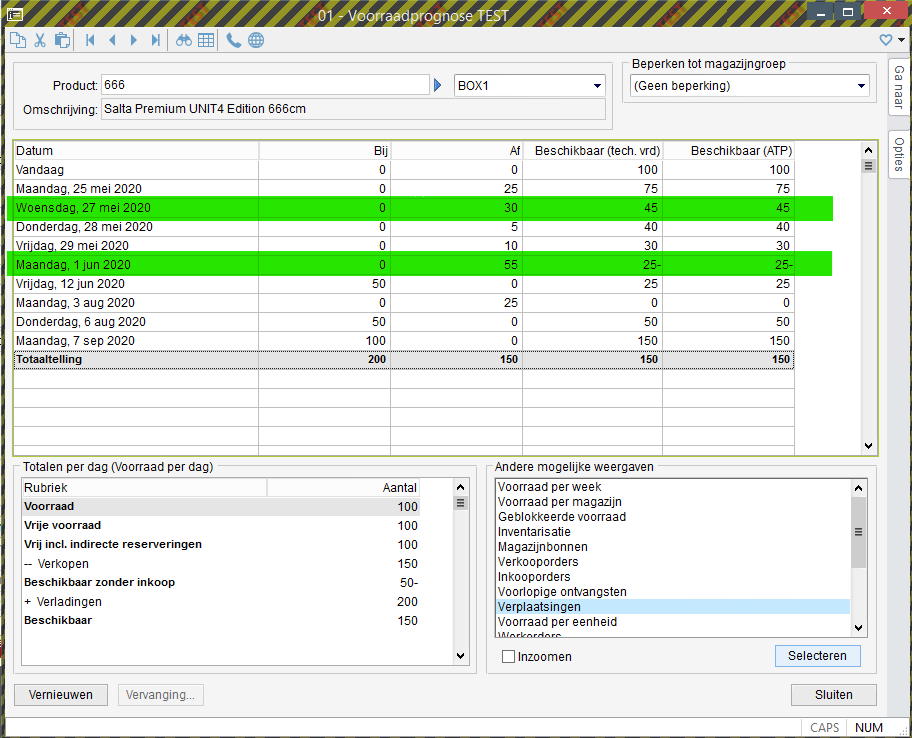 01 - Voorraadprognose TEST
Product: 666 BOX1
Omschrijving: Salta Premium UNIT4 Edition 666cm
Beperken tot magazijngroep
(Geen beperking)
Ga naar
Opties
Datum Bij Af Beschikbaar (tech. vrd) Beschikbaar (ATP)
Vandaag 0 0 100 100
Maandag, 25 mei 2020 0 25 75 75
Woensdag, 27 mei 2020 0 30 45 45
Donderdag, 28 mei 2020 0 5 40 40
Vrijdag, 29 mei 2020 0 10 30 30
Maandag, 1 jun 2020 0 55 25- 25-
Vrijdag, 12 jun 2020 50 0 25 25
Maandag, 3 aug 2020 0 25 0 0
Donderdag, 6 aug 2020 50 0 50 50
Maandag, 7 sep 2020 100 0 150 150
Totaaltelling 200 150 150 150
Totalen per dag (Voorraad per dag)
Rubriek Aantal
Voorraad 100
Vrije voorraad 100
Vrij incl. indirecte reserveringen 100
-- Verkopen 150
Beschikbaar zonder inkoop 50-
+ Verladingen 200
Beschikbaar 150
Andere mogelijke weergaven
Voorraad per week
Voorraad per magazijn
Geblokkeerde voorraad
Inventarisatie
Magazijnbonnen
Verkooporders
Inkooporders
Voorlopige ontvangsten
Verplaatsingen
Voorraad per eenheid
Werkorders
Inzoomen
Selecteren
Vernieuwen
Vervanging...
Sluiten
CAPS NUM